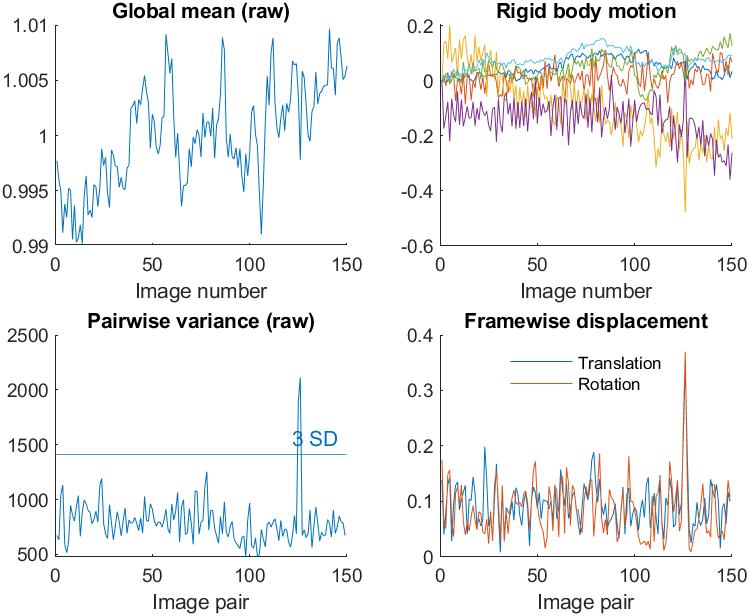 Global mean (raw)
1.01
1.005
1
0.995
0.99
0 50 100 150
Image number
Rigid body motion
0.2
0
-0.2
-0.4
-0.6
0 50 100 150
Image number
Pairwise variance (raw)
2500
2000
1500
1000
500
3 SD
0 50 100 150
Image pair
Framewise displacement
0.4
0.3
0.2
0.1
0
Translation
Rotation
0 50 100 150
Image pair